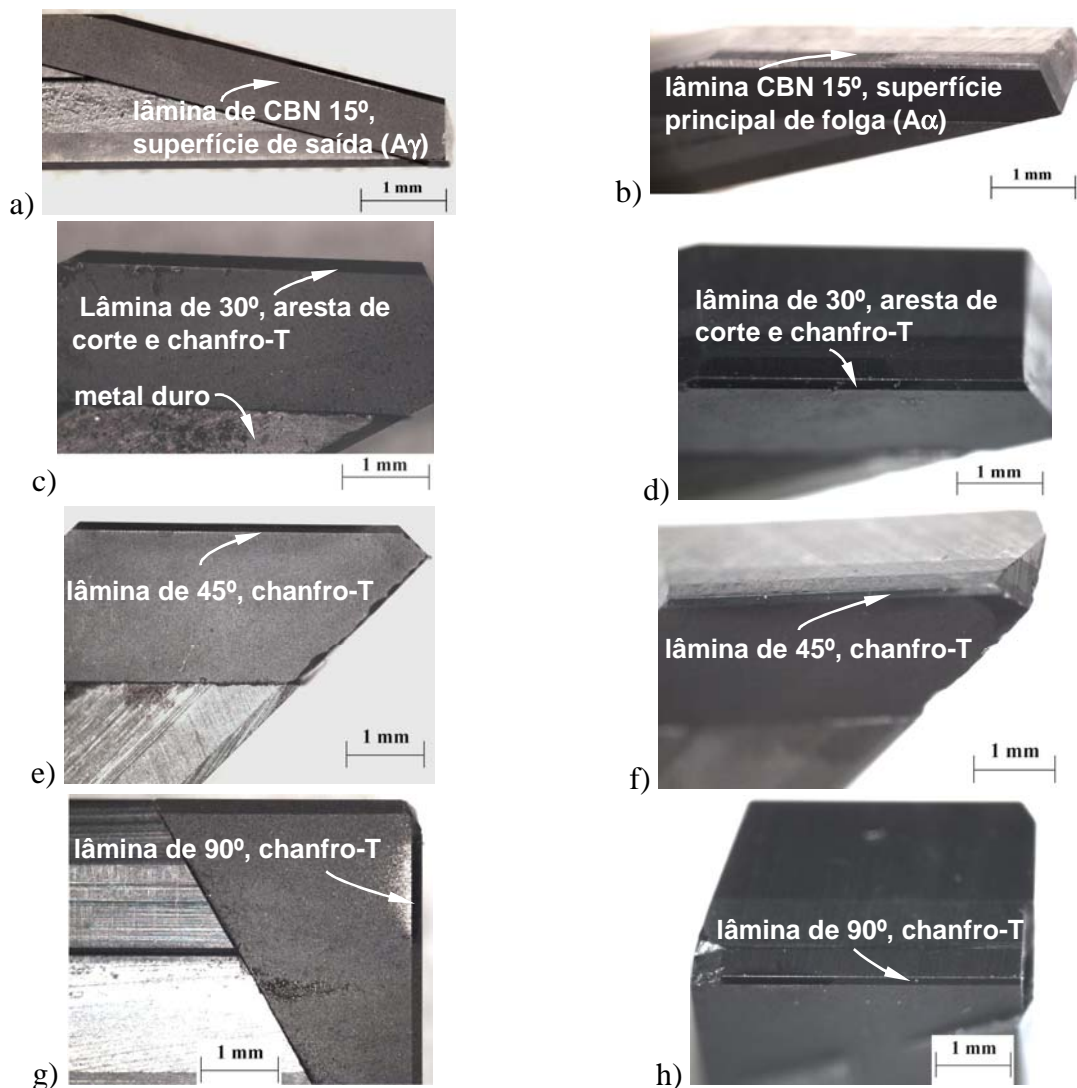 lâmina de CBN 15º,
superfície de saída (Aγ)
1 mm
a)
lâmina CBN 15º, superfície
principal de folga (Aα)
1 mm
b)
Lâmina de 30º, aresta de
corte e chanfro-T
metal duro
1 mm
c)
lâmina de 30º, aresta de
corte e chanfro-T
1 mm
d)
lâmina de 45º, chanfro-T
1 mm
e)
lâmina de 45º, chanfro-T
1 mm
f)
lâmina de 90º, chanfro-T
1 mm
g)
lâmina de 90º, chanfro-T
1 mm
h)